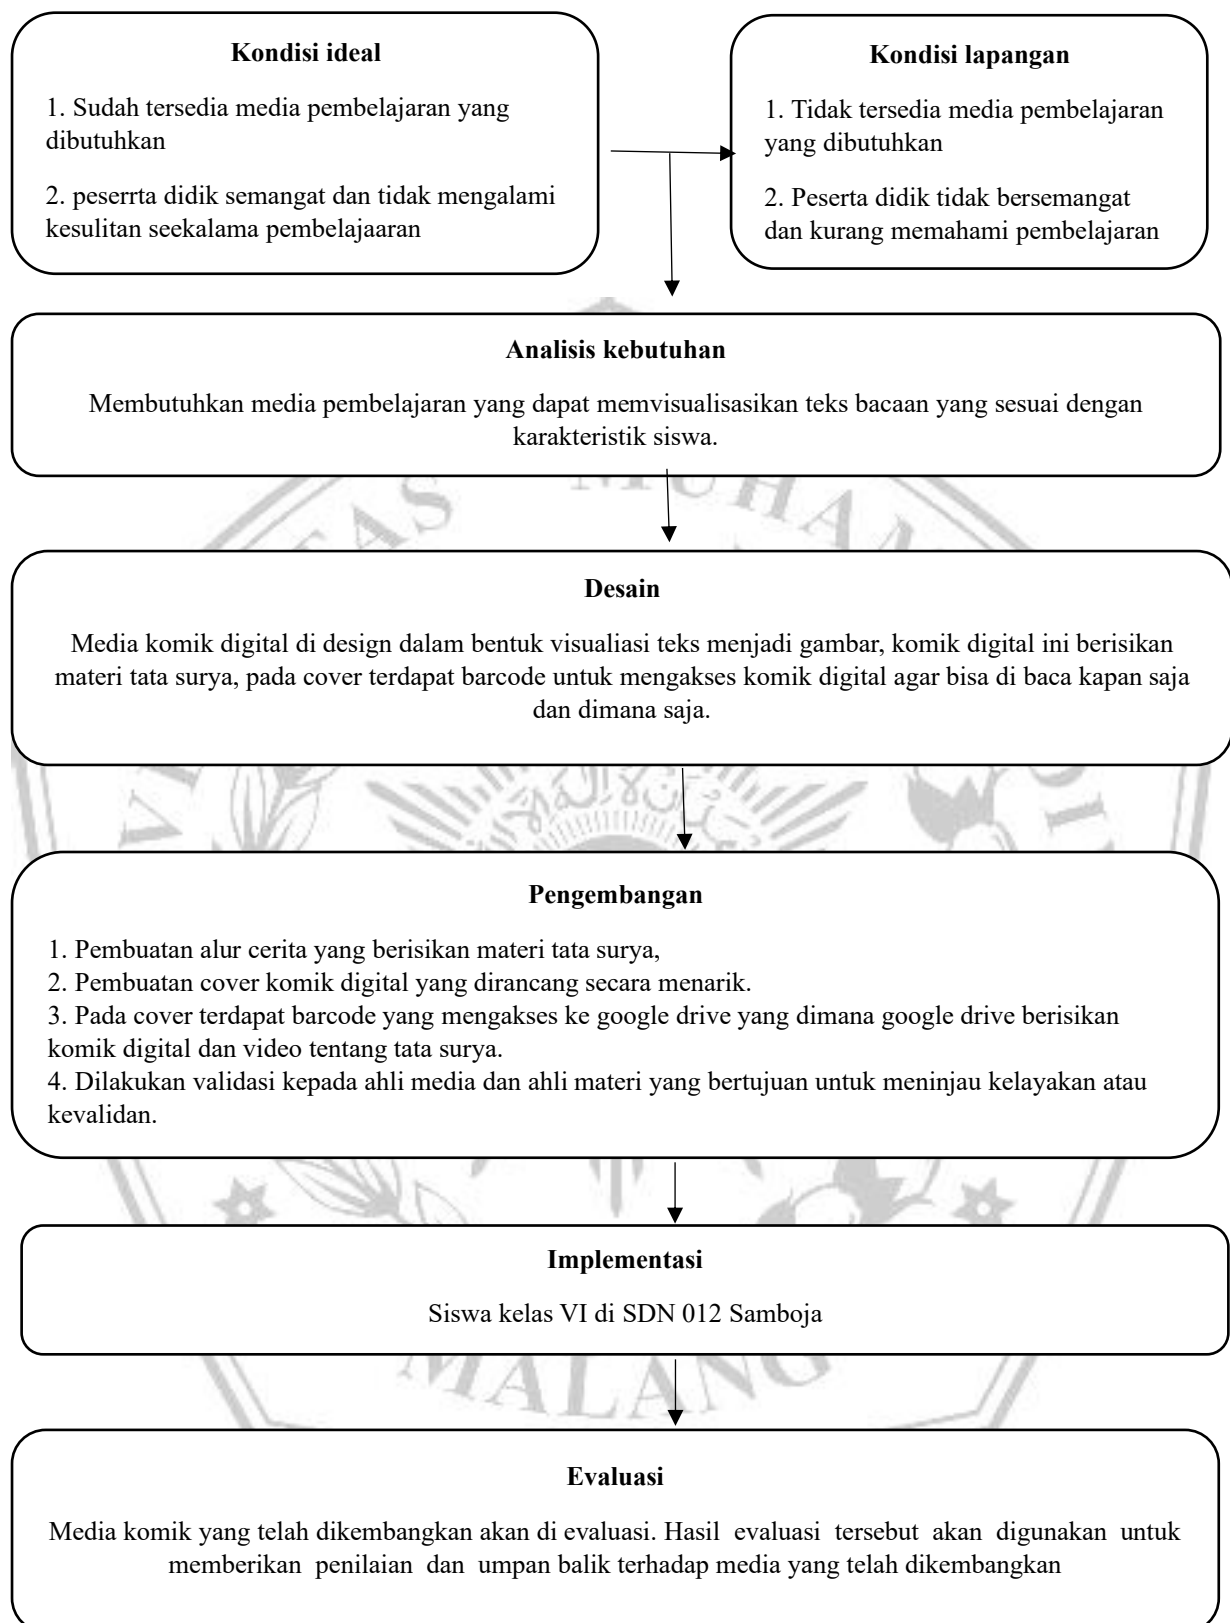 Kondisi ideal
1. Sudah tersedia media pembelajaran yang
dibutuhkan
2. peserrta didik semangat dan tidak mengalami
kesulitan seekalama pembelajaaran
Kondisi lapangan
1. Tidak tersedia media pembelajaran
yang dibutuhkan
2. Peserta didik tidak bersemangat
dan kurang memahami pembelajaran
Analisis kebutuhan
Membutuhkan media pembelajaran yang dapat memvisualisasikan teks bacaan yang sesuai dengan
karakteristik siswa.
Desain
Media komik digital di design dalam bentuk visualiasi teks menjadi gambar, komik digital ini berisikan
materi tata surya, pada cover terdapat barcode untuk mengakses komik digital agar bisa di baca kapan saja
dan dimana saja.
Pengembangan
1. Pembuatan alur cerita yang berisikan materi tata surya,
2. Pembuatan cover komik digital yang dirancang secara menarik.
3. Pada cover terdapat barcode yang mengakses ke google drive yang dimana google drive berisikan
komik digital dan video tentang tata surya.
4. Dilakukan validasi kepada ahli media dan ahli materi yang bertujuan untuk meninjau kelayakan atau
kevalidan.
Implementasi
Siswa kelas VI di SDN 012 Samboja
MALANG
Evaluasi
Media komik yang telah dikembangkan akan di evaluasi. Hasil evaluasi tersebut akan digunakan untuk
memberikan penilaian dan umpan balik terhadap media yang telah dikembangkan